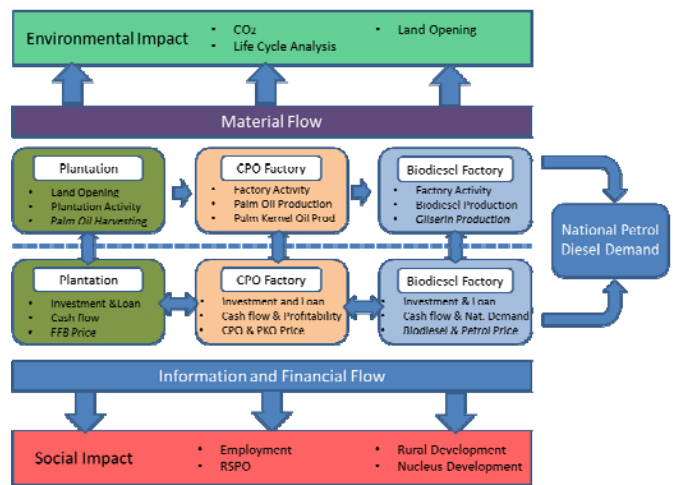 Environmental Impact
• CO2
• Life Cycle Analysis
• Land Opening
Material Flow
Plantation
• Land Opening
• Plantation Activity
• Palm Oil Harvesting
CPO Factory
• Factory Activity
• Palm Oil Production
• Palm Kernel Oil Prod
Biodiesel Factory
• Factory Activity
• Biodiesel Production
• Gliserin Production
National Petrol
Diesel Demand
Plantation
• Investment &Loan
• Cash flow
• FFB Price
CPO Factory
• Investment and Loan
• Cash flow & Profitability
• CPO & PKO Price
Biodiesel Factory
• Investment & Loan
• Cash flow & Nat. Demand
• Biodiesel & Petrol Price
Information and Financial Flow
Social Impact
• Employment
• RSPO
• Rural Development
• Nucleus Development